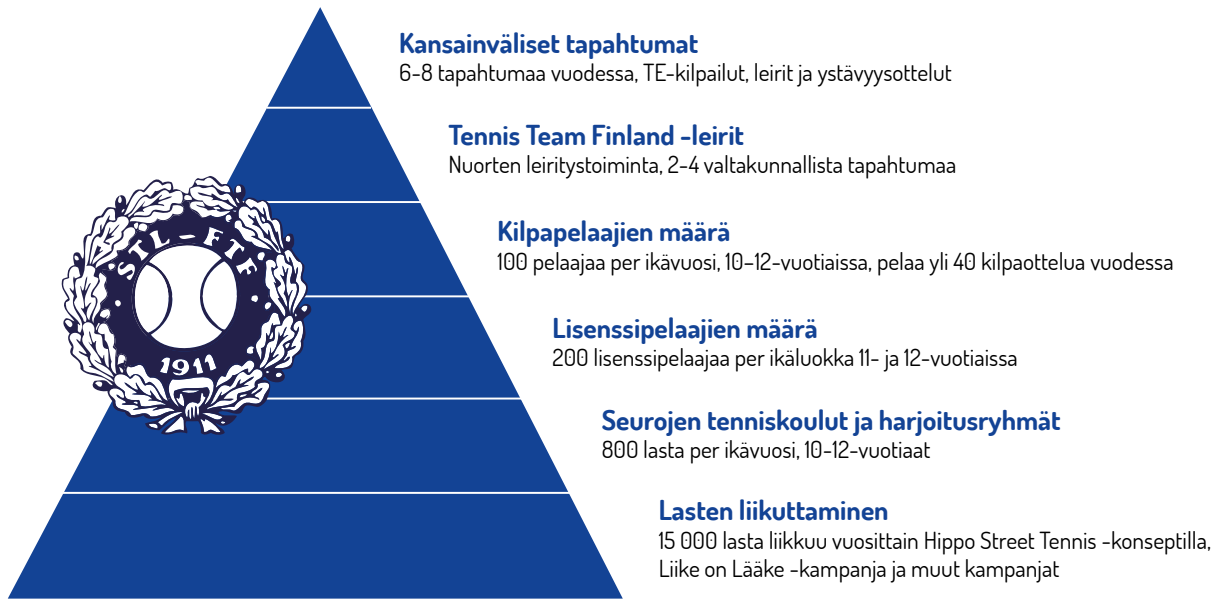 Kansainväliset tapahtumat
6-8 tapahtumaa vuodessa, TE-kilpailut, leirit ja ystävyysottelut
Tennis Team Finland -leirit
Nuorten leiritystoiminta, 2-4 valtakunnallista tapahtumaa
STL-FTF
1911
Kilpapelaajien määrä
100 pelaajaa per ikävuosi, 10–12-vuotiaissa, pelaa yli 40 kilpaottelua vuodessa
Lisenssipelaajien määrä
200 lisenssipelaajaa per ikäluokka 11- ja 12-vuotiaissa
Seurojen tenniskoulut ja harjoitusryhmät
800 lasta per ikävuosi, 10-12-vuotiaat
Lasten liikuttaminen
15 000 lasta liikkuu vuosittain Hippo Street Tennis -konseptilla,
Liike on Lääke -kampanja ja muut kampanjat